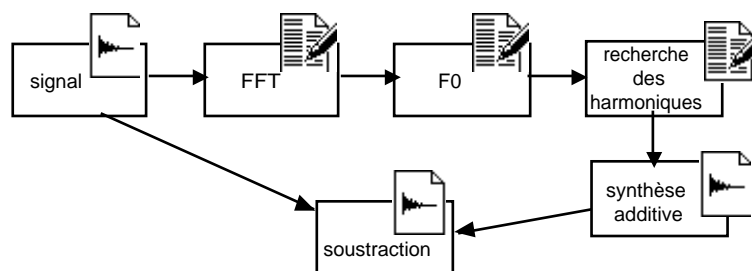 signal
FFT
F0
recherche
des
harmoniques
synthèse
additive
soustraction